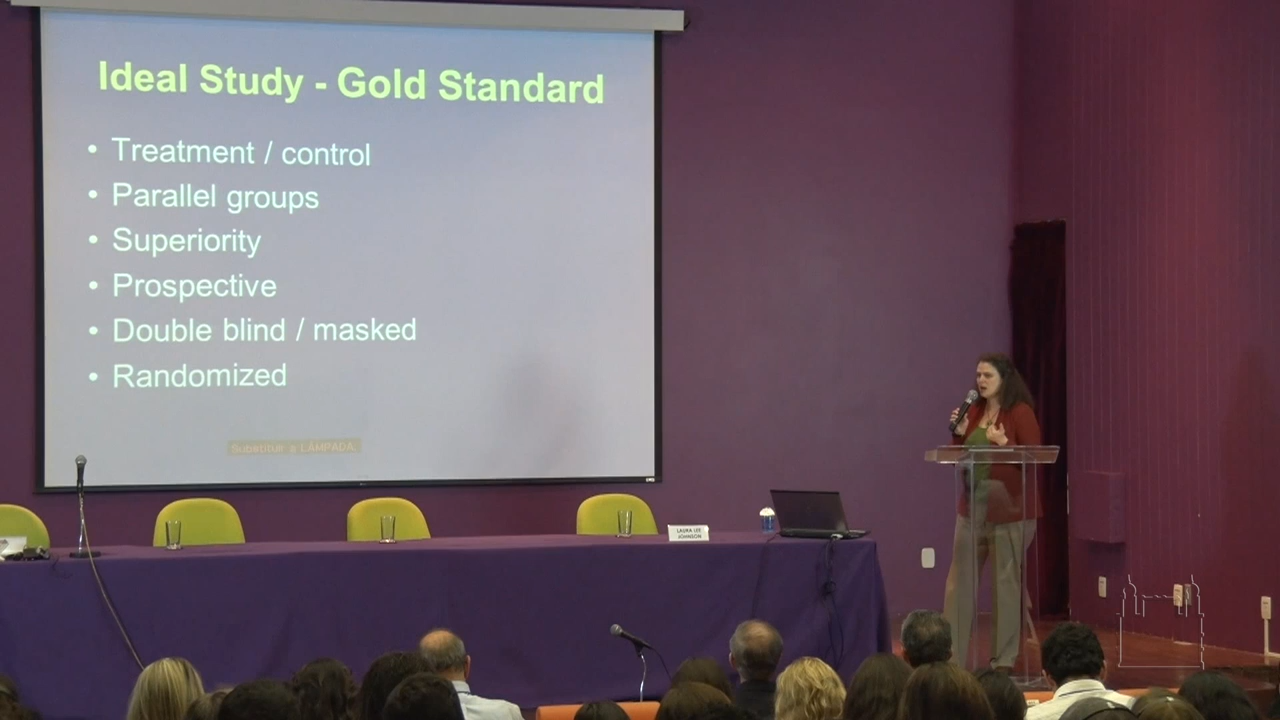 Ideal Study - Gold Standard
• Treatment / control
• Parallel groups
• Superiority
• Prospective
• Double blind / masked
• Randomized
Substituir a LÂMPADA.
LAURA LEE
JOHNSON